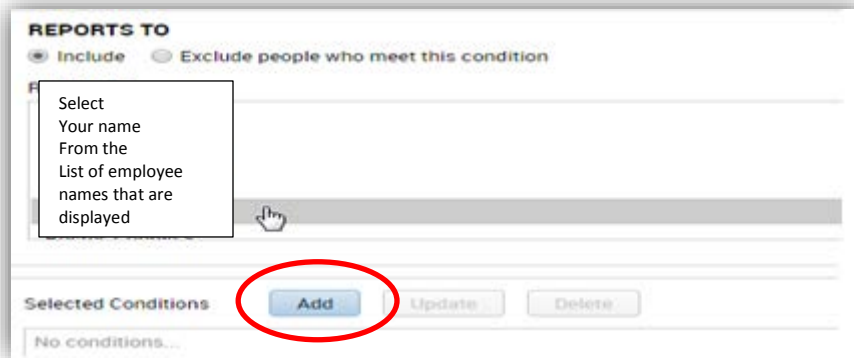 REPORTS TO
Include Exclude people who meet this condition
Select
Your name
From the
List of employee
names that are
displayed
Selected Conditions Add Update Delete
No conditions...